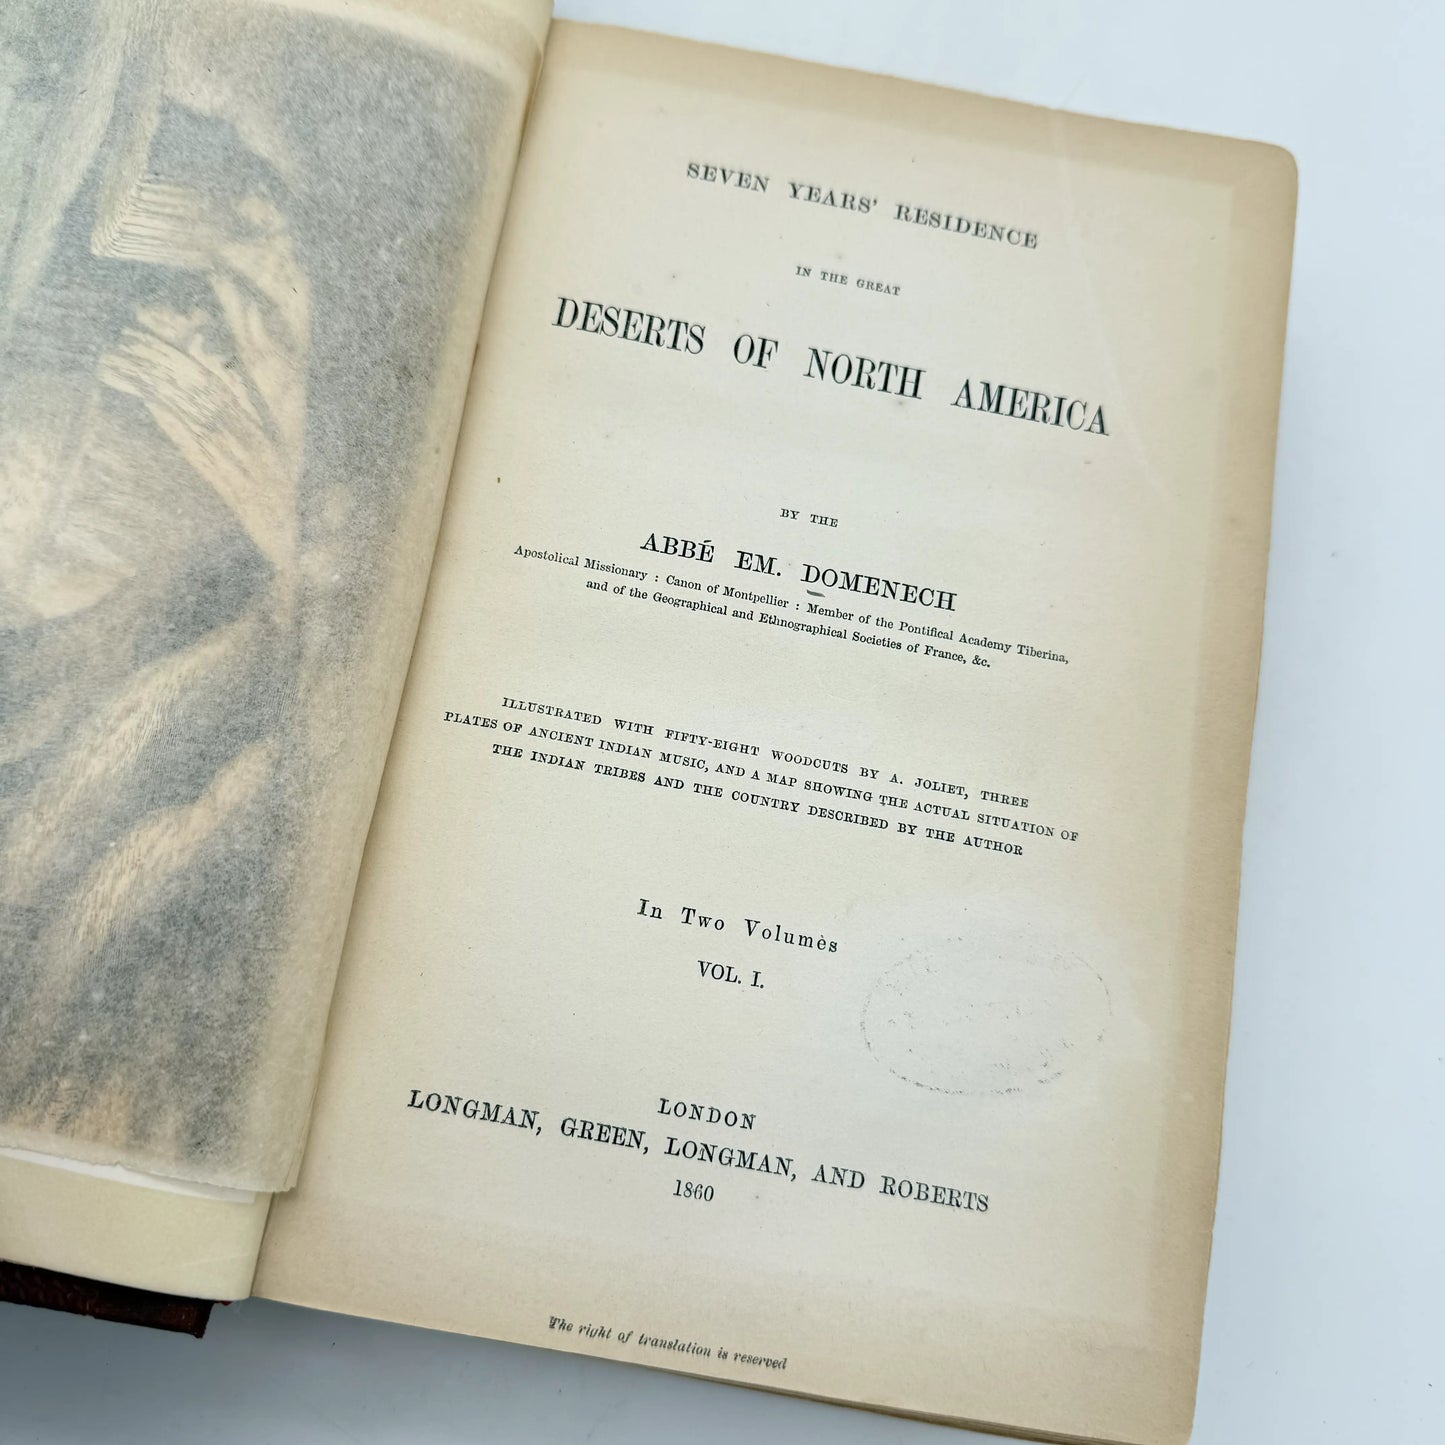 SEVEN YEARS' RESIDENCE
IN THE GREAT
DESERTS OF NORTH AMERICA
BY THE
ABBÉ EM. DOMENECH
Apostolical Missionary : Canon of Montpellier : Member of the Pontifical Academy Tiberina,
and of the Geographical and Ethnographical Societies of France, &c.
ILLUSTRATED WITH FIFTY-EIGHT WOODCUTS BY A. JOLIET, THREE
PLATES OF ANCIENT INDIAN MUSIC, AND A MAP SHOWING THE ACTUAL SITUATION OF
THE INDIAN TRIBES AND THE COUNTRY DESCRIBED BY THE AUTHOR
In Two Volumès
VOL. I.
LONDON
LONGMAN, GREEN, LONGMAN, AND ROBERTS
1860
The right of translation is reserved